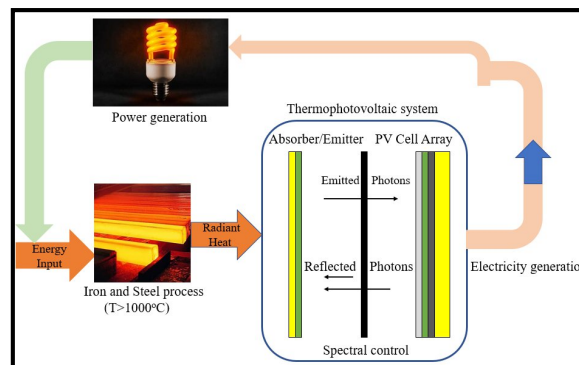 Power generation
Thermophotovoltaic system
Absorber/Emitter PV Cell Array
Emitted Photons
Radiant
Heat
Energy
Input
Reflected Photons
Electricity generation
Iron and Steel process
(T>1000°C)
Spectral control